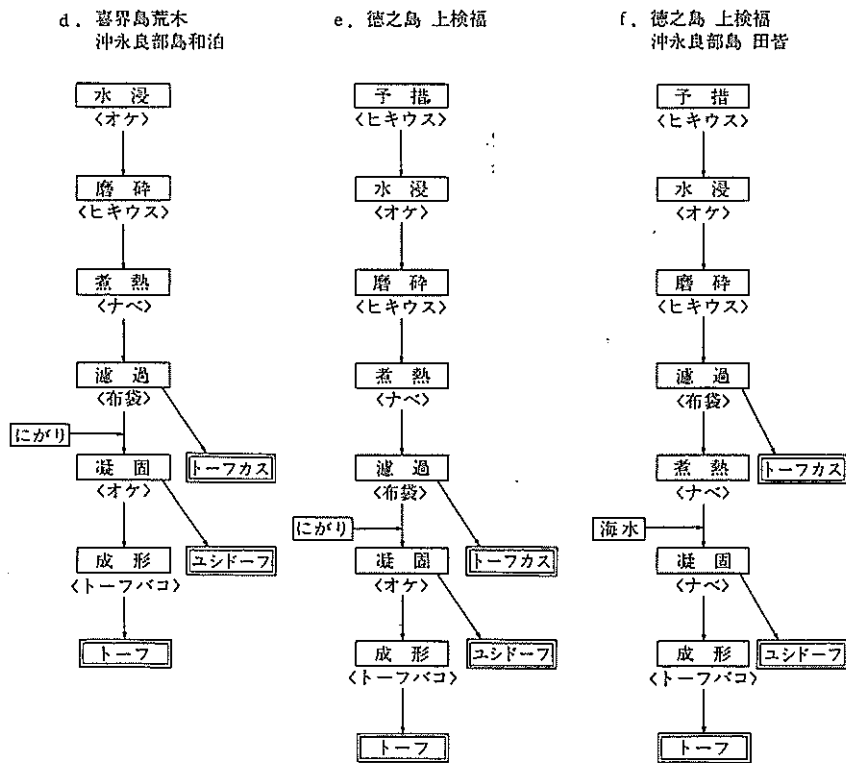 d．喜界島荒木
沖永良部島和泊
水浸
〈オケ〉
磨砕
〈ヒキウス〉
煮熱
〈ナベ〉
濾過
〈布袋〉
にがり
トーフカス
凝固
〈オケ〉
ユシドーフ
成形
〈トーフバコ〉
トーフ
e．徳之島 上検福
予措
〈ヒキウス〉
水浸
〈オケ〉
磨砕
〈ヒキウス〉
煮熱
〈ナベ〉
濾過
〈布袋〉
にがり
トーフカス
凝固
〈オケ〉
ユシドーフ
成形
〈トーフバコ〉
トーフ
f．徳之島 上検福
沖永良部島 田皆
予措
〈ヒキウス〉
水浸
〈オケ〉
磨砕
〈ヒキウス〉
濾過
〈布袋〉
トーフカス
煮熱
〈ナベ〉
海水
凝固
〈ナベ〉
ユシドーフ
成形
〈トーフバコ〉
トーフ